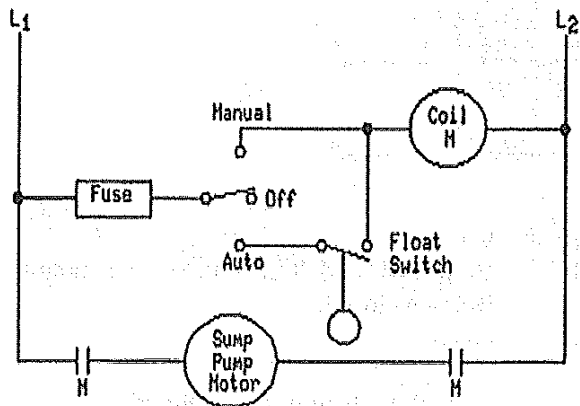 L1
L2
Manual
Coil
M
Fuse
Off
Auto
Float
Switch
Sump
Pump
Motor
M
M